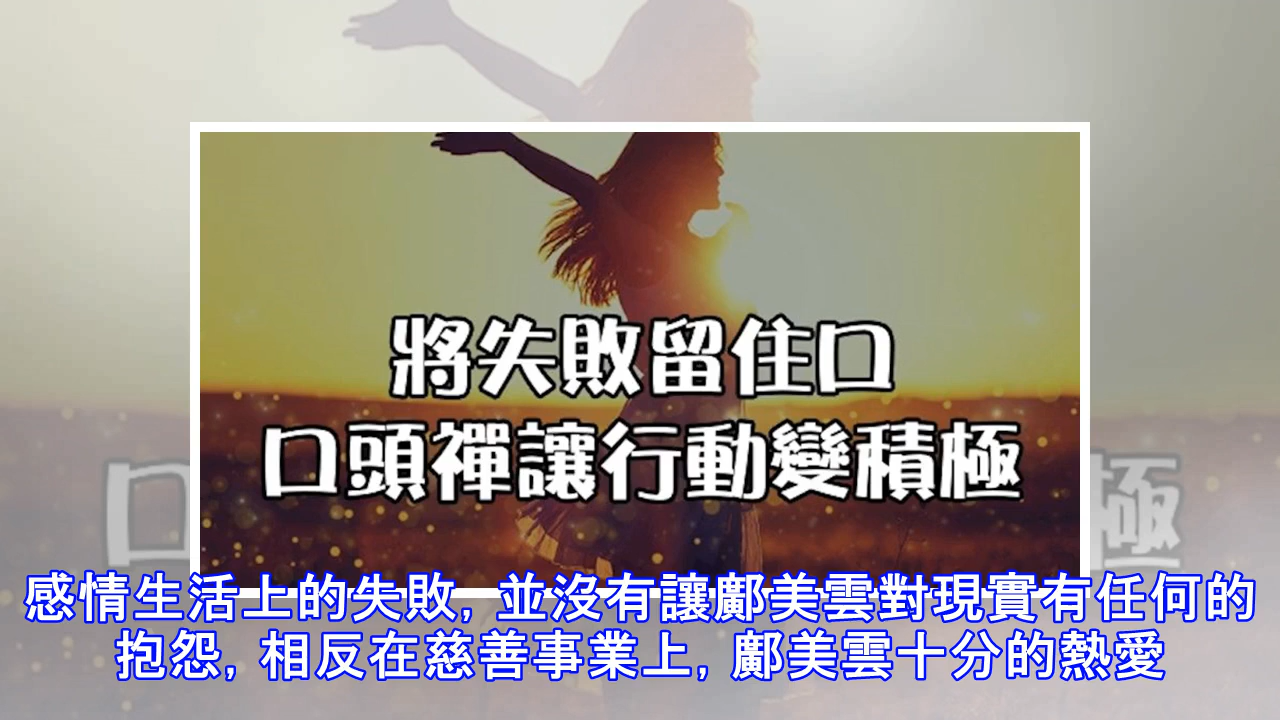 將失敗留住口
口頭禪讓行動變積極
感情生活上的失敗, 並沒有讓鄺美雲對現實有任何的
抱怨, 相反在慈善事業上, 鄺美雲十分的熱愛